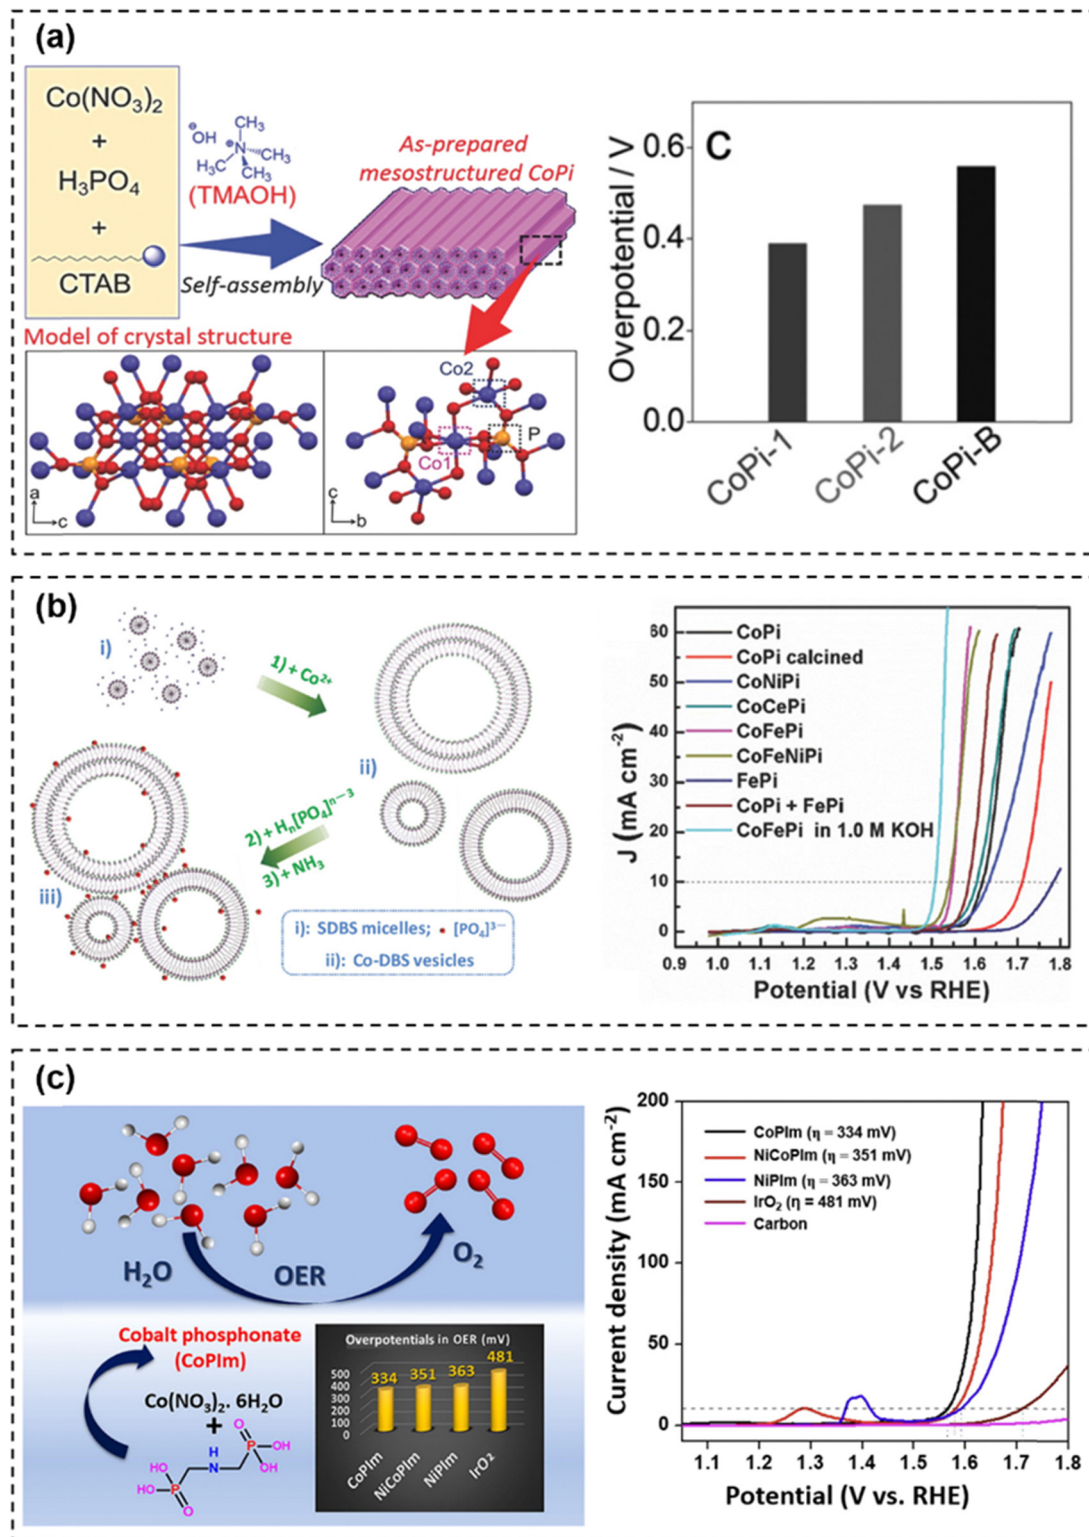 (a)
Co(NO₃)₂
+
H₃PO₄
+
CTAB
⊖OH
CH₃
⊕N
CH₃
H₃C
CH₃
(TMAOH)
Self-assembly
As-prepared
mesostructured CoPi
Model of crystal structure
a
c
Co2
P
Co1
c
b
C
Overpotential / V
0.6
0.4
0.2
0.0
CoPi-1
CoPi-2
CoPi-B
(b)
i)
1) + Co²⁺
ii)
2) + Hₙ[PO₄]ⁿ⁻³
3) + NH₃
iii)
i): SDBS micelles; • [PO₄]³⁻
ii): Co-DBS vesicles
J (mA cm⁻²)
60
50
40
30
20
10
0
CoPi
CoPi calcined
CoNiPi
CoCePi
CoFePi
CoFeNiPi
FePi
CoPi + FePi
CoFePi in 1.0 M KOH
0.9 1.0 1.1 1.2 1.3 1.4 1.5 1.6 1.7 1.8
Potential (V vs RHE)
(c)
H₂O
OER
O₂
Cobalt phosphonate
(CoPIm)
Co(NO₃)₂. 6H₂O
+
O
H
P
OH
HO
N
OH
HO
P
O
Overpotentials in OER (mV)
500
400
300
200
100
0
334
351
363
481
CoPIm
NiCoPIm
NiPIm
IrO₂
Current density (mA cm⁻²)
200
150
100
50
0
CoPIm (η = 334 mV)
NiCoPIm (η = 351 mV)
NiPIm (η = 363 mV)
IrO₂ (η = 481 mV)
Carbon
1.1 1.2 1.3 1.4 1.5 1.6 1.7 1.8
Potential (V vs. RHE)